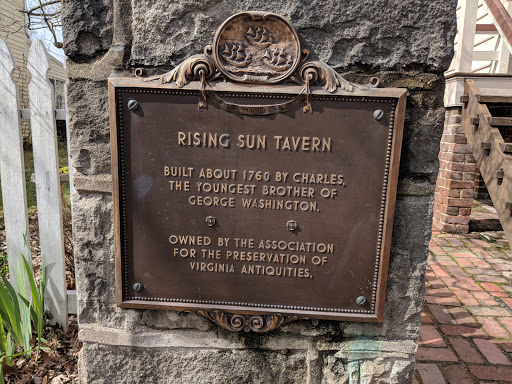 RISING SUN TAVERN
BUILT ABOUT 1760 BY CHARLES,
THE YOUNGEST BROTHER OF
GEORGE WASHINGTON.
OWNED BY THE ASSOCIATION
FOR THE PRESERVATION OF
VIRGINIA ANTIQUITIES.